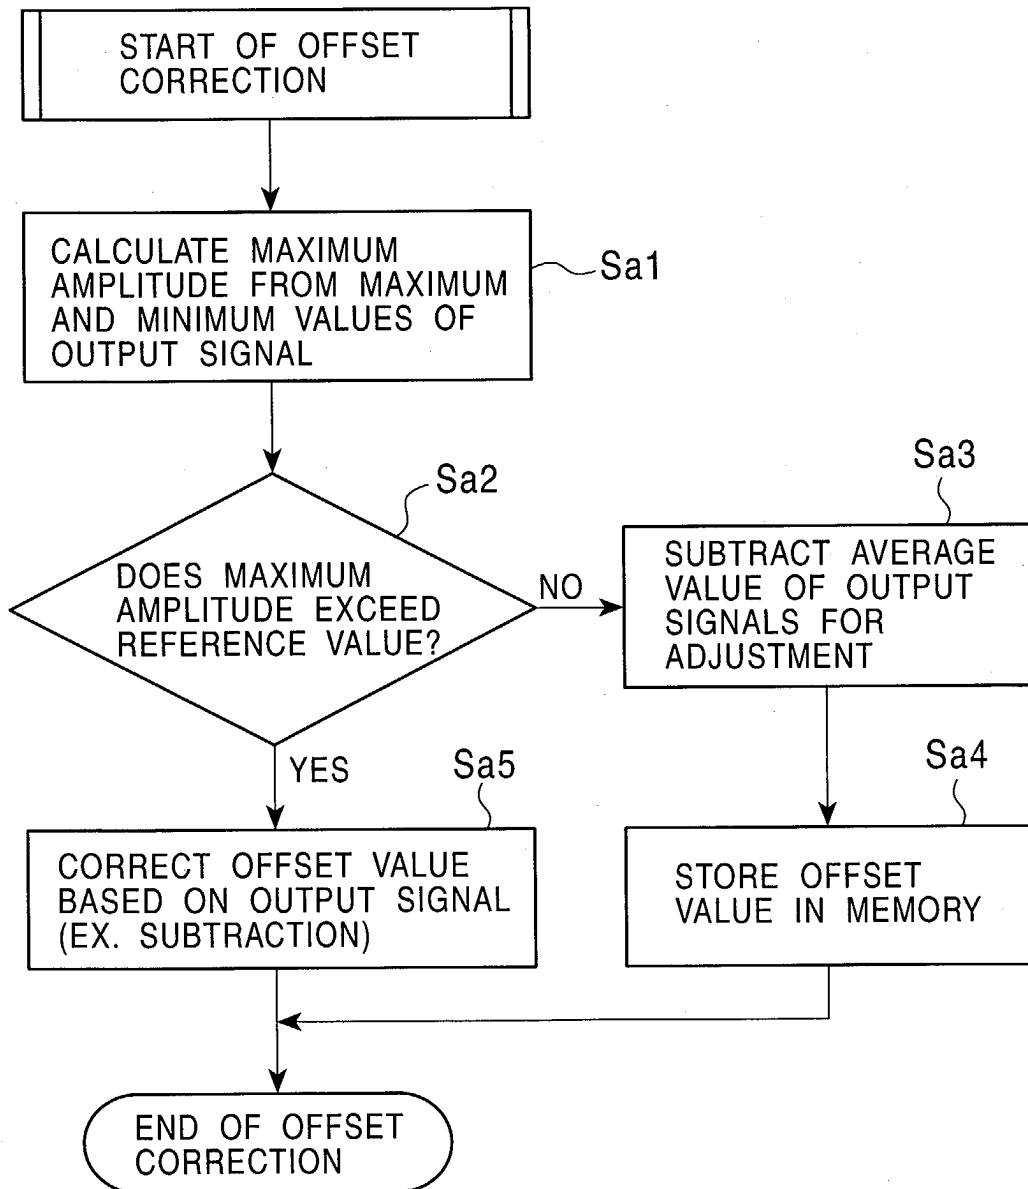 START OF OFFSET
CORRECTION
CALCULATE MAXIMUM
AMPLITUDE FROM MAXIMUM
AND MINIMUM VALUES OF
OUTPUT SIGNAL
Sa1
Sa2
DOES MAXIMUM
AMPLITUDE EXCEED
REFERENCE VALUE?
NO
Sa3
SUBTRACT AVERAGE
VALUE OF OUTPUT
SIGNALS FOR
ADJUSTMENT
YES
Sa5
CORRECT OFFSET VALUE
BASED ON OUTPUT SIGNAL
(EX. SUBTRACTION)
Sa4
STORE OFFSET
VALUE IN MEMORY
END OF OFFSET
CORRECTION